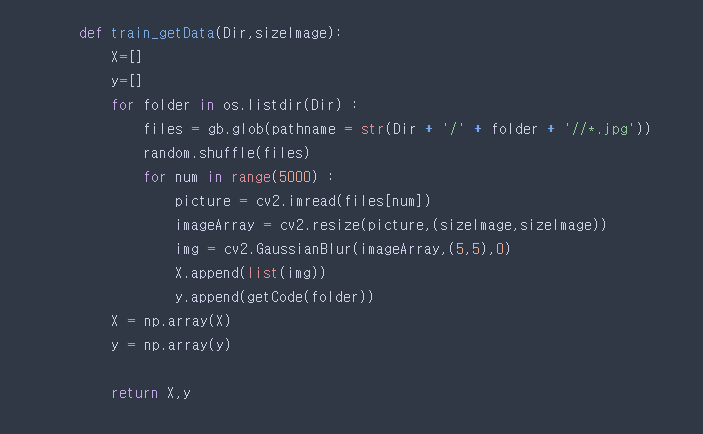 def train_getData(Dir,sizeImage):
    X=[]
    y=[]
    for folder in os.listdir(Dir) :
        files = gb.glob(pathname = str(Dir + '/' + folder + '//*.jpg'))
        random.shuffle(files)
        for num in range(5000) :
            picture = cv2.imread(files[num])
            imageArray = cv2.resize(picture,(sizeImage,sizeImage))
            img = cv2.GaussianBlur(imageArray,(5,5),0)
            X.append(list(img))
            y.append(getCode(folder))
    X = np.array(X)
    y = np.array(y)
    return X,y